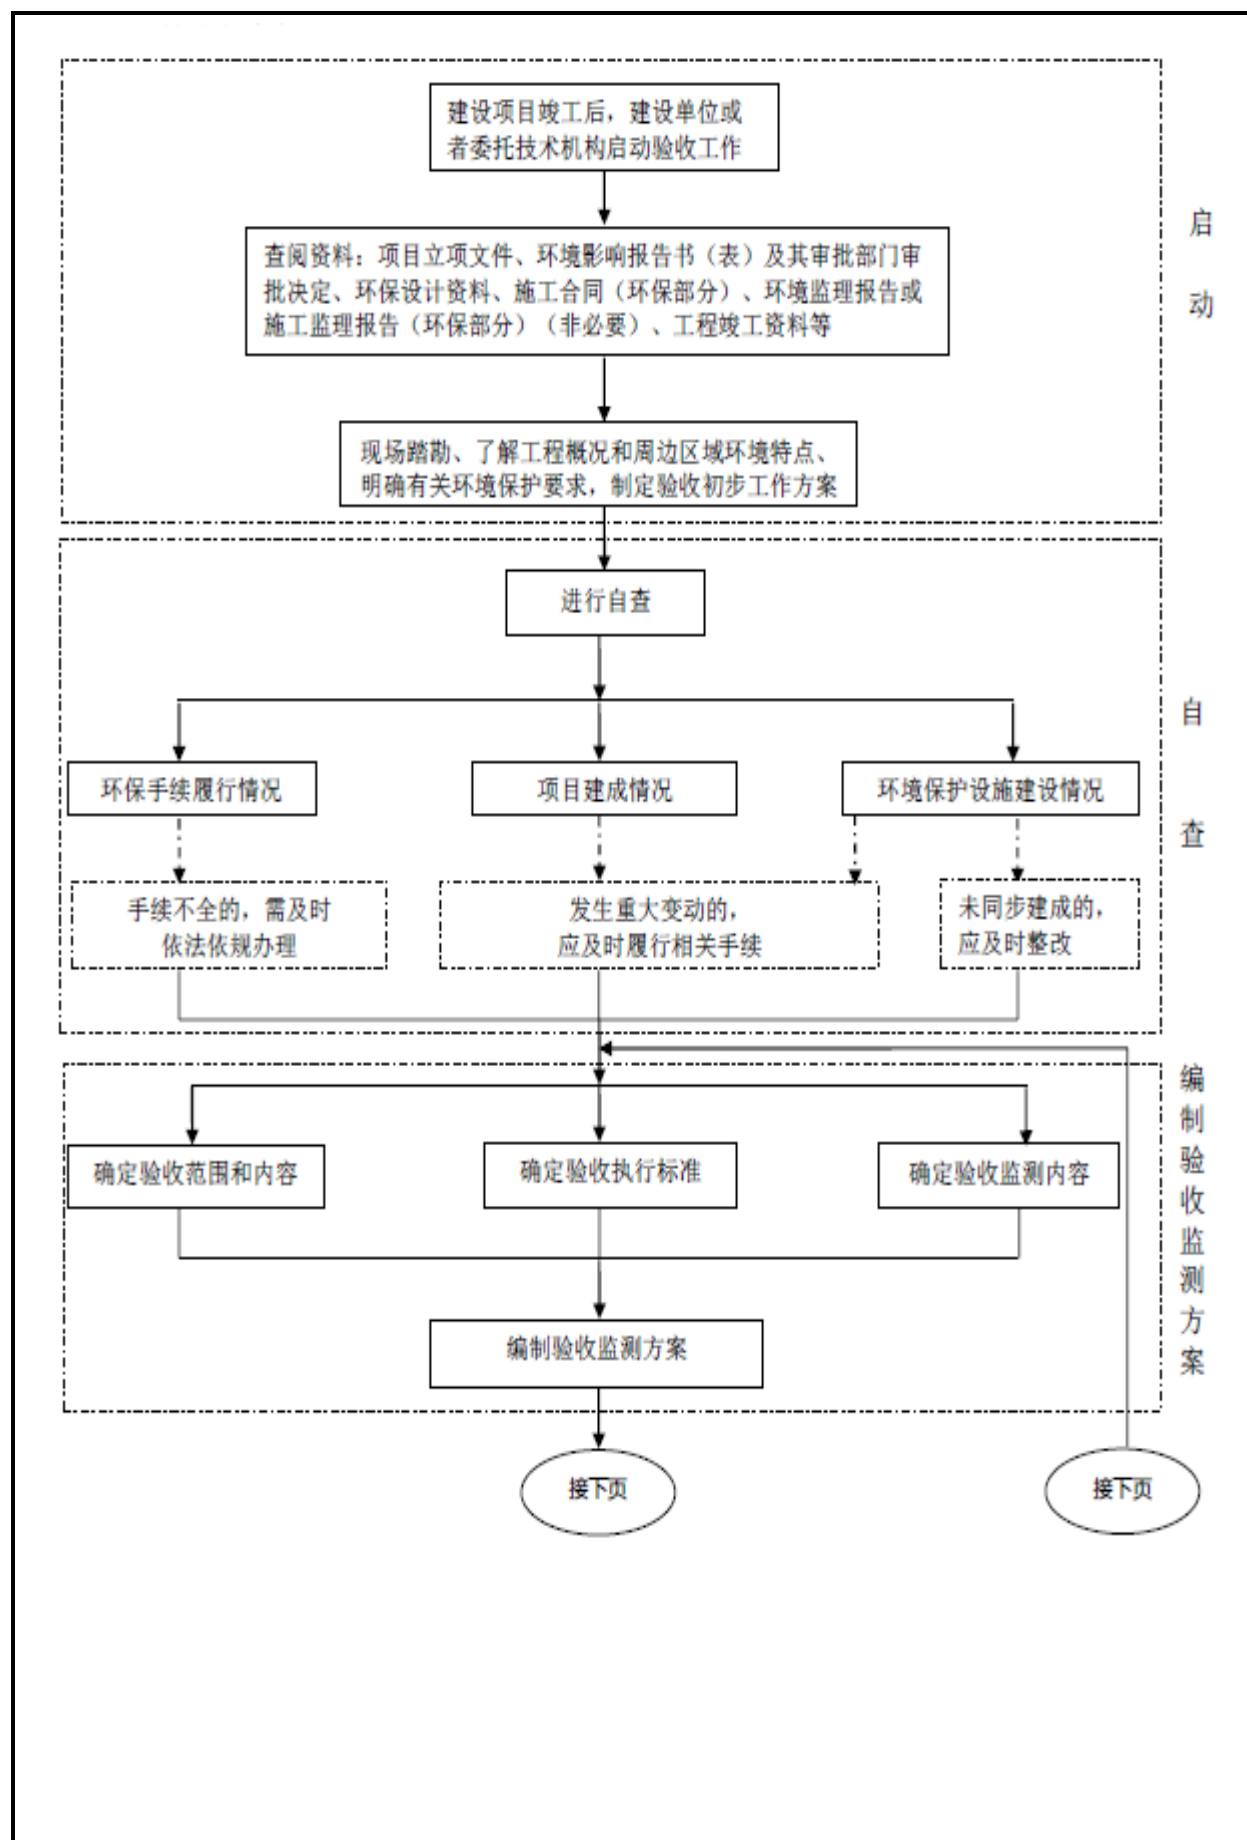 建设项目竣工后，建设单位或
者委托技术机构启动验收工作
启
动
查阅资料：项目立项文件、环境影响报告书（表）及其审批部门审
批决定、环保设计资料、施工合同（环保部分）、环境监理报告或
施工监理报告（环保部分）（非必要）、工程竣工资料等
现场踏勘、了解工程概况和周边区域环境特点、
明确有关环境保护要求，制定验收初步工作方案
进行自查
自
查
环保手续履行情况
项目建成情况
环境保护设施建设情况
手续不全的，需及时
依法依规办理
发生重大变动的，
应及时履行相关手续
未同步建成的，
应及时整改
编
制
验
收
监
测
方
案
确定验收范围和内容
确定验收执行标准
确定验收监测内容
编制验收监测方案
接下页
接下页